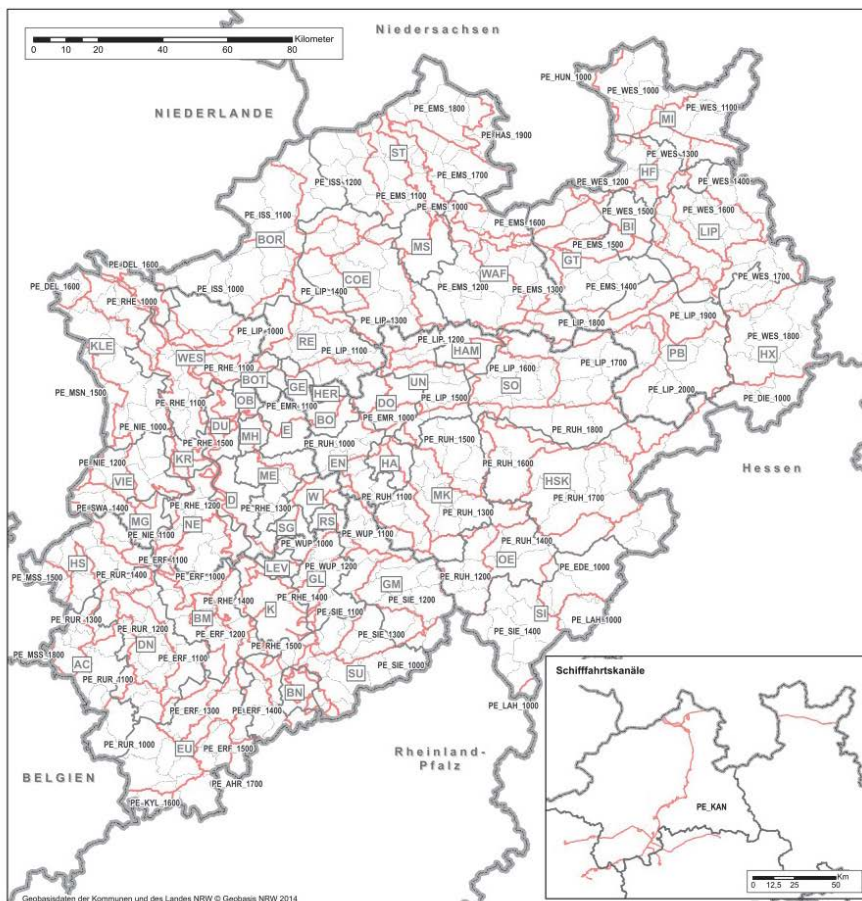 Niedersachsen
Kilometer
0 20 40 60 80
PE_HUN_1000
PE_WES_1000
NIEDERLANDE
PE_EMS_1800
PE_WES_1100
MI
PE_HAS_1900
ST
PE_WES_1300
HF
PE_EMS_1700
PE_ISS_1200
PE_WES_1200
PE_WES_1400
PE_EMS_1100
PE_EMS_1000
PE_WES_1600
PE_ISS_1100
PE_EMS_1600
PE_WES_1500
BI
LIP
BOR
MS
PE_EMS_1500
GT
PE_DEL_1600
WAF
COE
PE_WES_1700
PE_DEL_1600
PE_ISS_1000
PE_LIP_1400
PE_EMS_1200
PE_EMS_1300
PE_EMS_1400
PE_RHE_1000
PE_LIP_1900
PE_LIP_1300
PE_LIP_1800
PE_LIP_1000
PE_WES_1800
RE
PE_LIP_1200
KLE
PE_LIP_1100
HAM
PB
HX
WES
PE_LIP_1600
PE_LIP_1700
PE_RHE_1100
BOT
UN
SO
PE_MSN_1500
GE
HER
PE_LIP_2000
PE_RHE_1100
OB
PE_EMR_1100
DO
PE_LIP_1500
PE_DIE_1000
BO
PE_EMR_1000
PE_NIE_1000
DU
MH
E
PE_RUH_1800
PE_RHE_1500
PE_RUH_1000
PE_RUH_1500
PE_NIE_1200
KR
EN
HA
PE_RUH_1600
Hessen
VIE
ME
HSK
PE_SWA_1400
PE_RHE_1200
D
W
PE_RUH_1100
MK
PE_RUH_1700
MG
NE
PE_RHE_1300
SG
RS
PE_RUH_1300
PE_NIE_1100
PE_WUP_1100
PE_WUP_1000
PE_RUH_1400
PE_ERF_1100
HS
LEV
PE_WUP_1200
OE
PE_EDE_1000
PE_MSS_1500
PE_RUR_1400
PE_ERF_1000
GL
GM
PE_RUH_1200
PE_RHE_1400
PE_RHE_1400
PE_SIE_1200
PE_RUR_1300
K
PE_SIE_1100
SI
BM
PE_LAH_1000
PE_RUR_1200
PE_ERF_1200
PE_SIE_1400
DN
PE_SIE_1300
PE_RHE_1500
PE_MSS_1800
AC
PE_ERF_1100
PE_SIE_1000
SU
Schifffahrtskanäle
PE_RUR_1100
BN
PE_LAH_1000
PE_ERF_1300
PE_ERF_1400
PE_RUR_1000
EU
PE_ERF_1500
Rheinland-
Pfalz
BELGIEN
PE_AHR_1700
PE_KYL_1600
PE_KAN
Km
0 12,5 25 50
Geobasisdaten der Kommunen und des Landes NRW © Geobasis NRW 2014